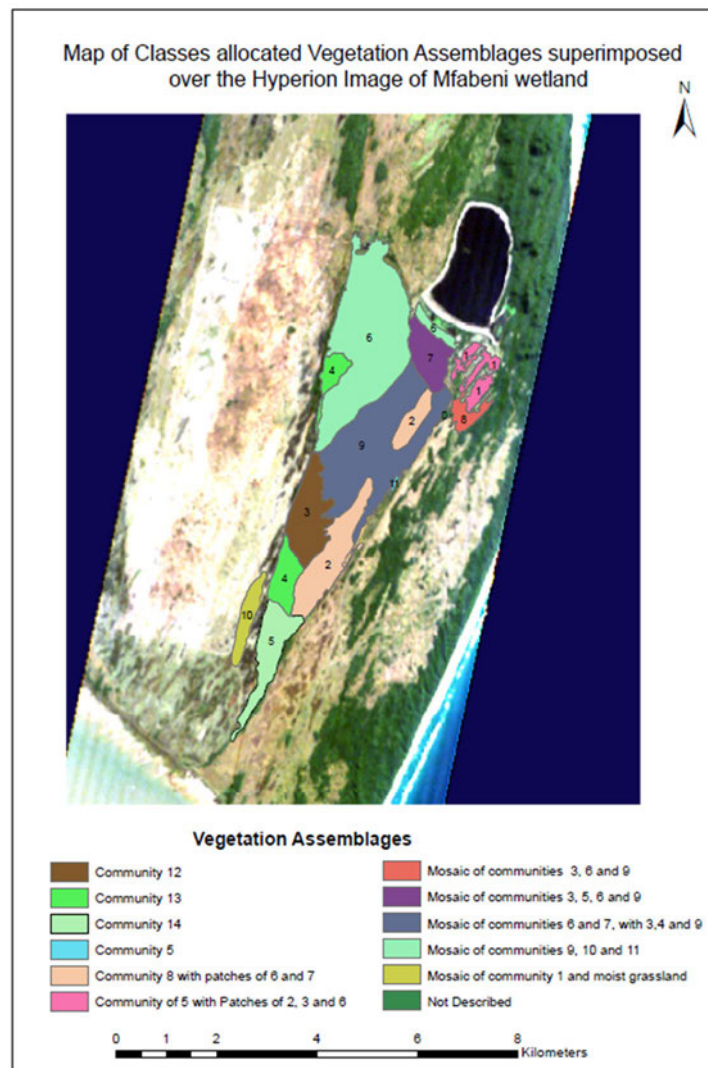 Map of Classes allocated Vegetation Assemblages superimposed
over the Hyperion Image of Mfabeni wetland
N
6
6
7
1
1
4
1
2
8
9
11
3
2
4
10
5
Vegetation Assemblages
Community 12
Community 13
Community 14
Community 5
Community 8 with patches of 6 and 7
Community of 5 with Patches of 2, 3 and 6
Mosaic of communities 3, 6 and 9
Mosaic of communities 3, 5, 6 and 9
Mosaic of communities 6 and 7, with 3,4 and 9
Mosaic of communities 9, 10 and 11
Mosaic of community 1 and moist grassland
Not Described
0 1 2 4 6 8
Kilometers